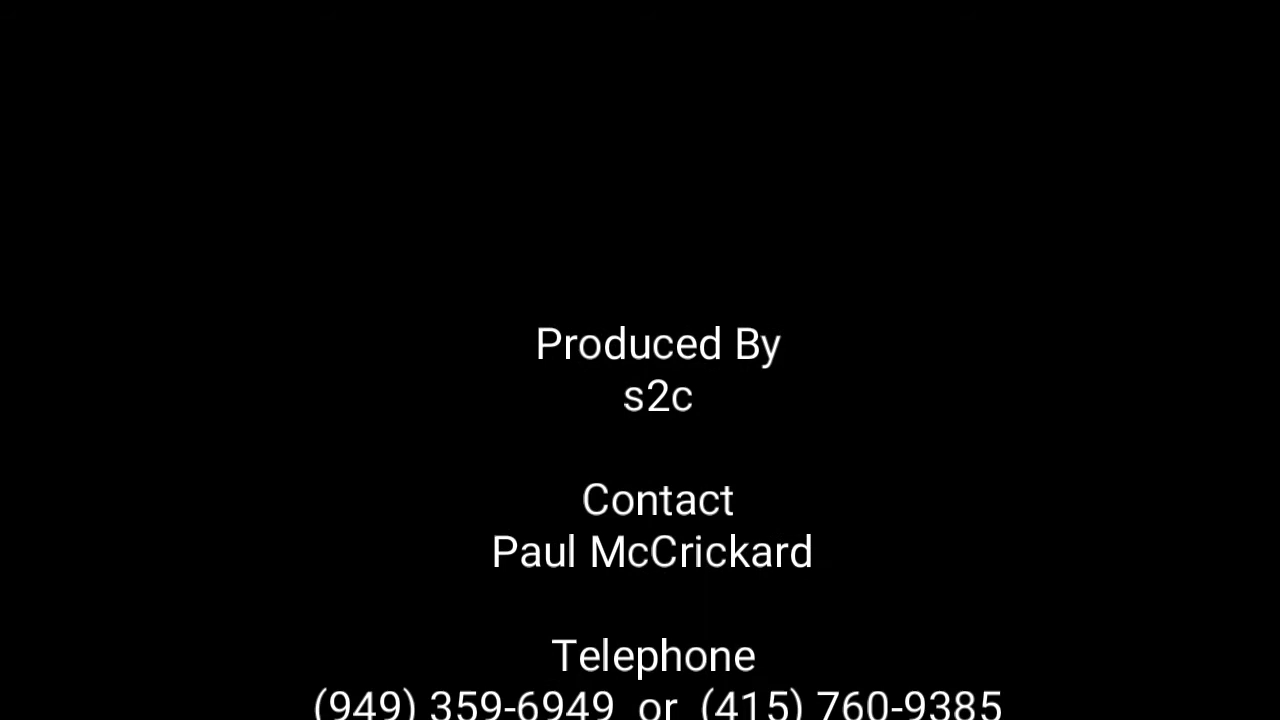 Produced By
s2c
Contact
Paul McCrickard
Telephone
(949) 359-6949 or (415) 760-9385